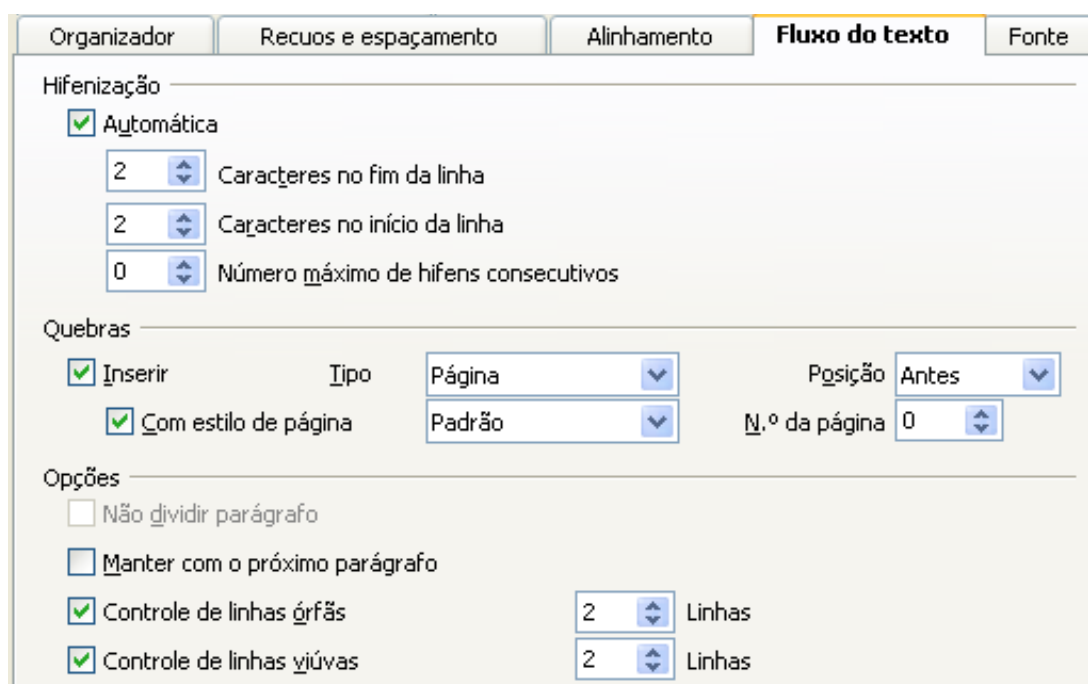 Organizador Recuos e espaçamento Alinhamento Fluxo do texto Fonte
Hifenização
Automática
2 Caracteres no fim da linha
2 Caracteres no início da linha
0 Número máximo de hifens consecutivos
Quebras
Inserir Tipo Página Posição Antes
Com estilo de página Padrão N.º da página 0
Opções
Não dividir parágrafo
Manter com o próximo parágrafo
Controle de linhas órfãs 2 Linhas
Controle de linhas viúvas 2 Linhas